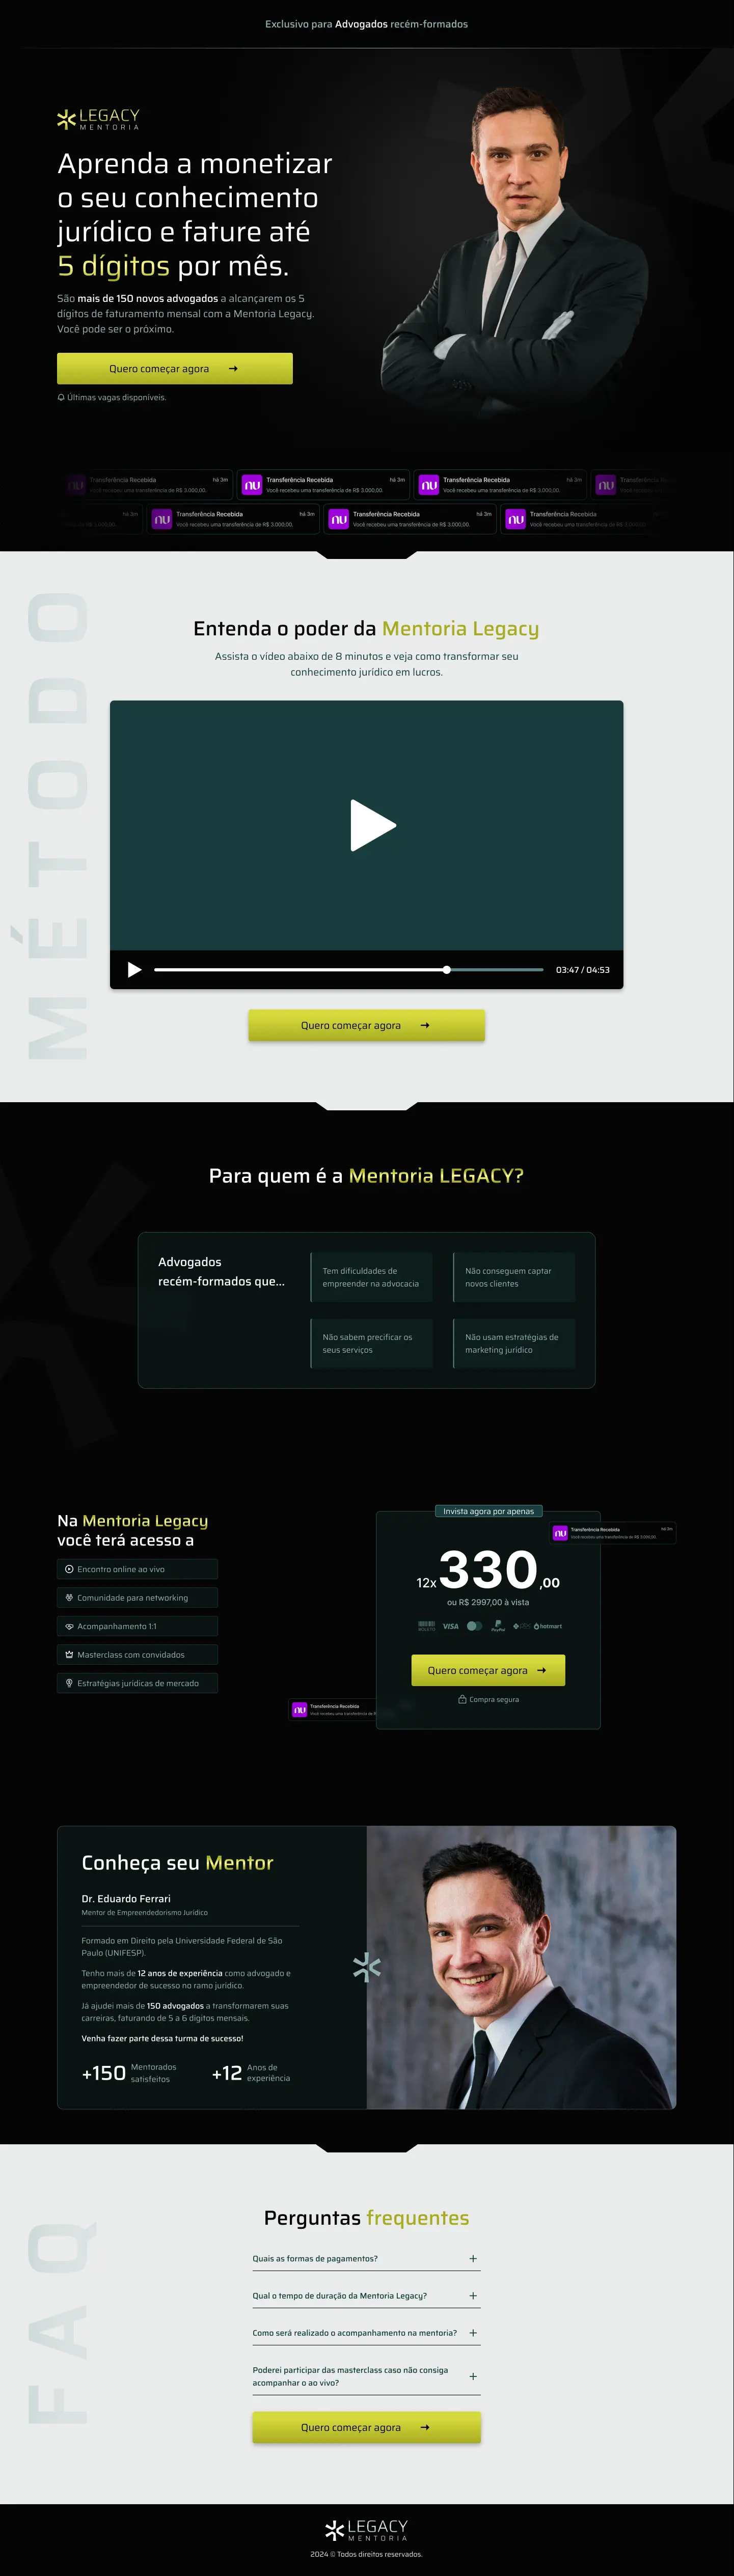 Exclusivo para Advogados recém-formados
LEGACY
MENTORIA
Aprenda a monetizar
o seu conhecimento
jurídico e fature até
5 dígitos por mês.
São mais de 150 novos advogados a alcançarem os 5
dígitos de faturamento mensal com a Mentoria Legacy.
Você pode ser o próximo.
Quero começar agora
Últimas vagas disponíveis.
Transferência Recebida
Você recebeu uma transferência de R$ 3.000,00.
há 3m
Transferência Recebida há 3m
Você recebeu uma transferência de R$ 3.000,00.
Transferência Recebida há 3m
Você recebeu uma transferência de R$ 3.000,00.
Transferência Recebida
há 3m
Transferência Recebida há 3m
Você recebeu uma transferência de R$ 3.000,00.
Transferência Recebida há 3m
Você recebeu uma transferência de R$ 3.000,00
Transferência Recebida
Você recebeu uma transferência de R$ 3.000,00.
MÉTODO
Entenda o poder da Mentoria Legacy
Assista o vídeo abaixo de 8 minutos e veja como transformar seu
conhecimento jurídico em lucros.
03:47 / 04:53
Quero começar agora
Para quem é a Mentoria LEGACY?
Advogados
recém-formados que...
Tem dificuldades de
empreender na advocacia
Não conseguem captar
novos clientes
Não sabem precificar os
seus serviços
Não usam estratégias de
marketing jurídico
Na Mentoria Legacy
você terá acesso a
Encontro online ao vivo
Comunidade para networking
Acompanhamento 1:1
Masterclass com convidados
Estratégias jurídicas de mercado
Invista agora por apenas
Transferência Recebida há 3m
Você recebeu uma transferência de R$ 3.000,00
12x330,00
ou R$ 2997,00 à vista
BOLETO VISA PayPal hotmart
Quero começar agora
Compra segura
Transferência Recebida
Você recebeu uma transferência de R
Conheça seu Mentor
Dr. Eduardo Ferrari
Mentor de Empreendedorismo Jurídico
Formado em Direito pela Universidade Federal de São
Paulo (UNIFESP).
Tenho mais de 12 anos de experiência como advogado e
empreendedor de sucesso no ramo jurídico.
Já ajudei mais de 150 advogados a transformarem suas
carreiras, faturando de 5 a 6 dígitos mensais.
Venha fazer parte dessa turma de sucesso!
+150 Mentorados
satisfeitos
+12 Anos de
experiência
FAQ
Perguntas frequentes
Quais as formas de pagamentos?
Qual o tempo de duração da Mentoria Legacy?
Como será realizado o acompanhamento na mentoria?
Poderei participar das masterclass caso não consiga
acompanhar o ao vivo?
Quero começar agora
LEGACY
MENTORIA
2024 © Todos direitos reservados.